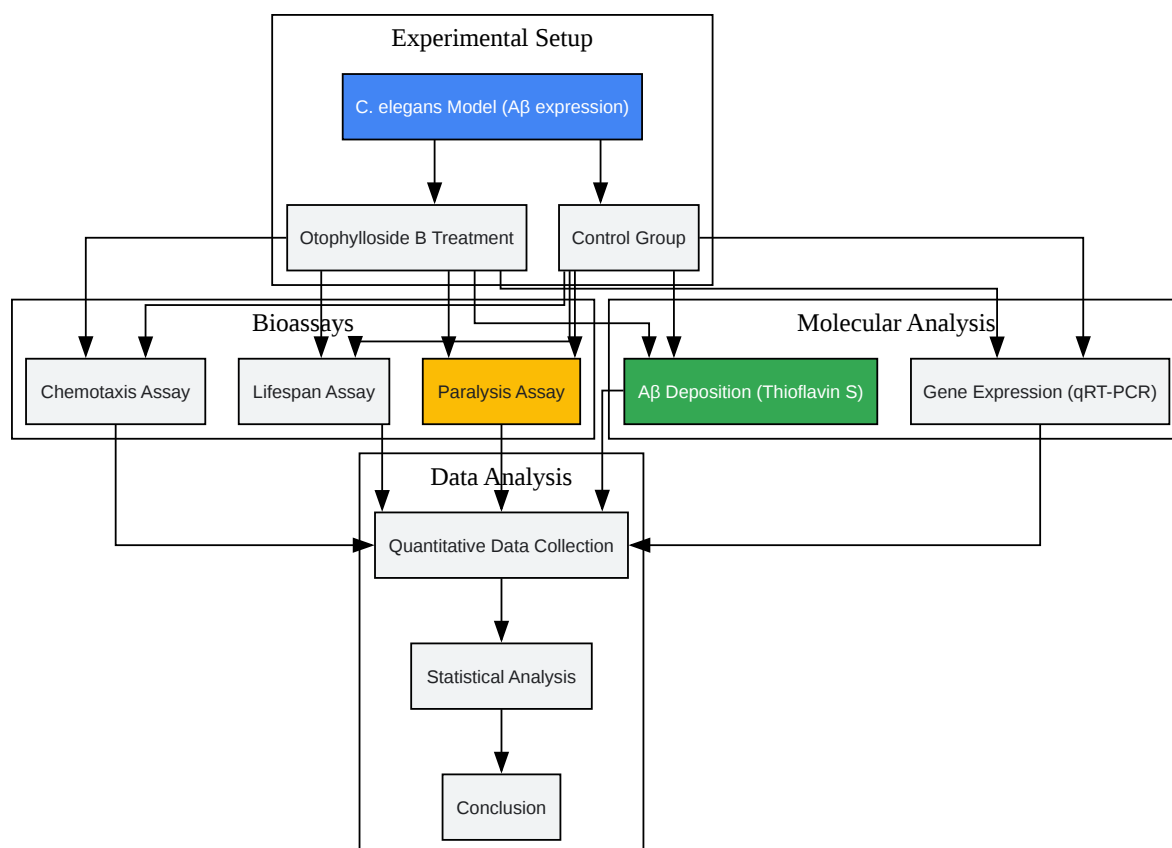 Experimental Setup
C. elegans Model (Aβ expression)
Otophylloside B Treatment
Control Group
Bioassays
Molecular Analysis
Chemotaxis Assay
Lifespan Assay
Paralysis Assay
Aβ Deposition (Thioflavin S)
Gene Expression (qRT-PCR)
Data Analysis
Quantitative Data Collection
Statistical Analysis
Conclusion